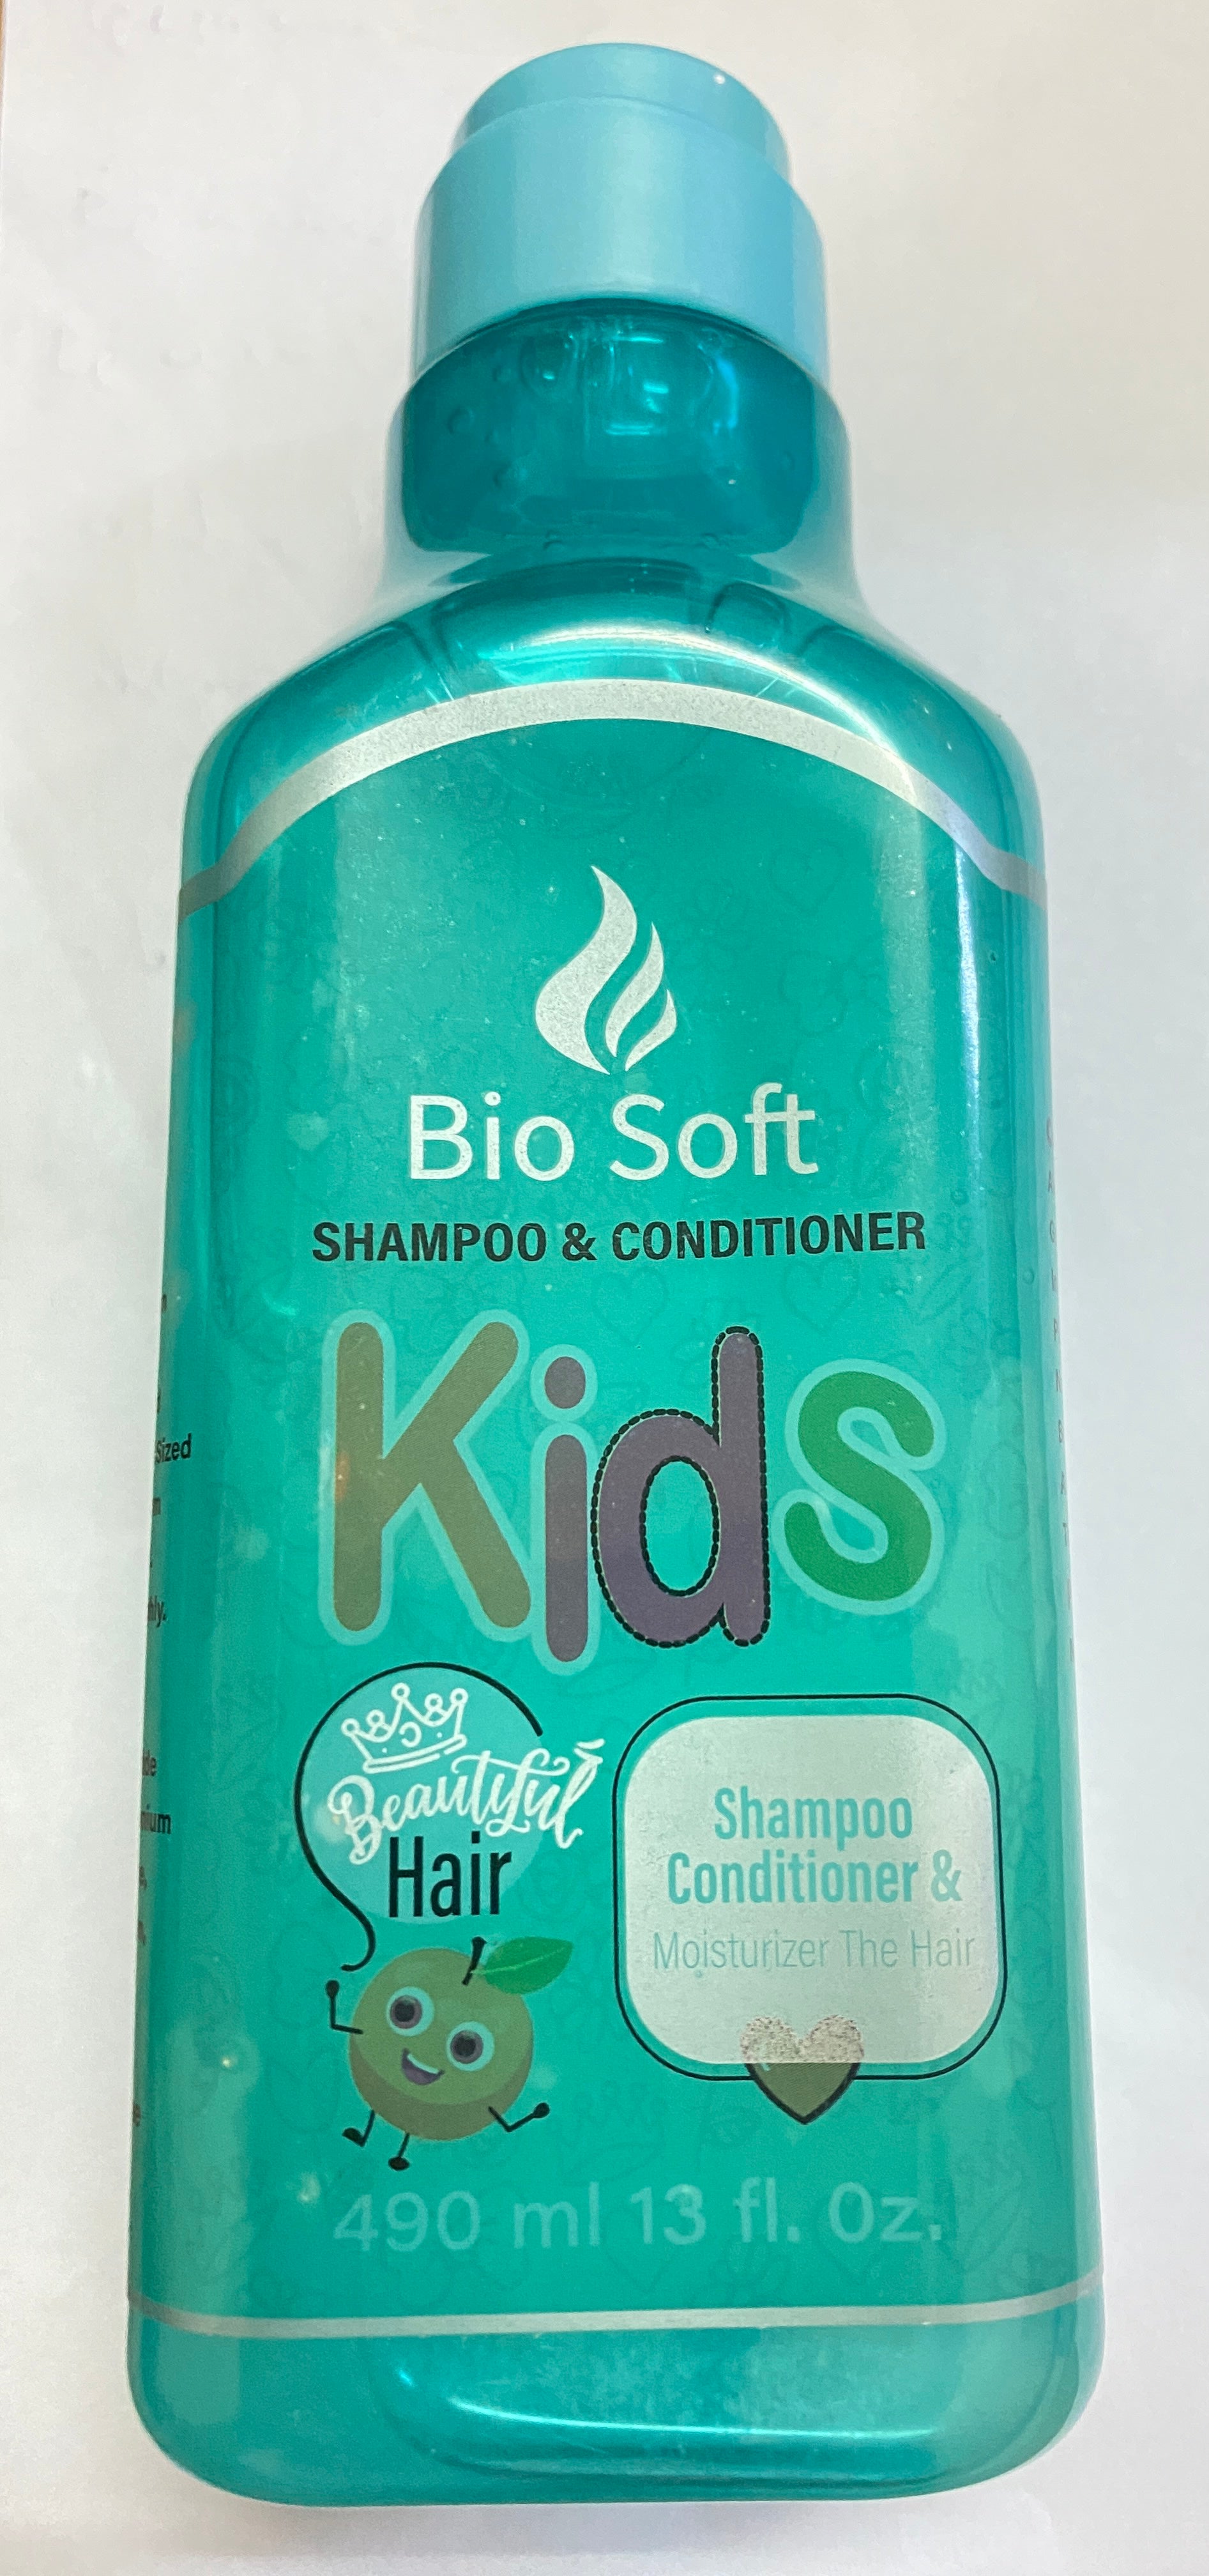 Bio Soft
SHAMPOO & CONDITIONER
Kids
Beautiful
Hair
Shampoo
Conditioner &
Moisturizer The Hair
490 ml 13 fl. Oz.